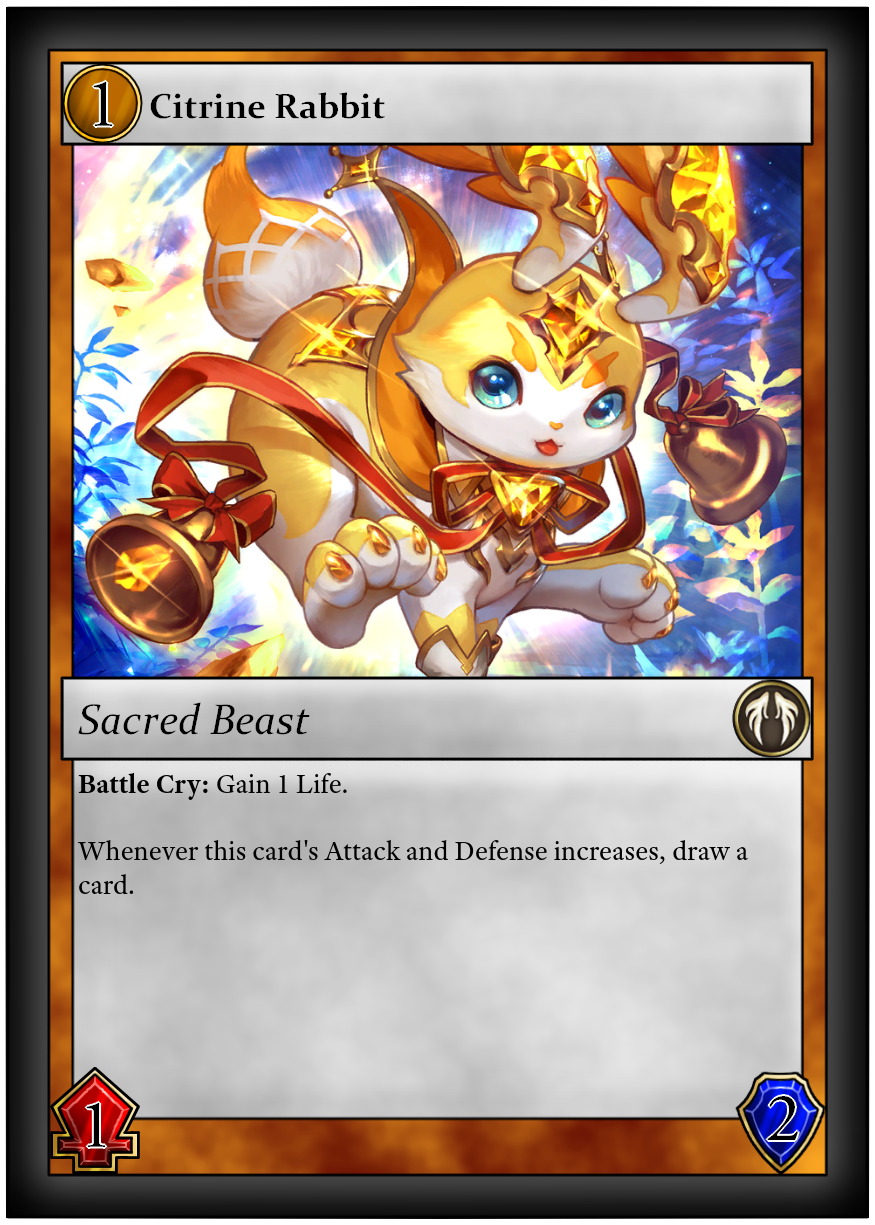 1 Citrine Rabbit
Sacred Beast
Battle Cry: Gain 1 Life.
Whenever this card's Attack and Defense increases, draw a
card.
1
2